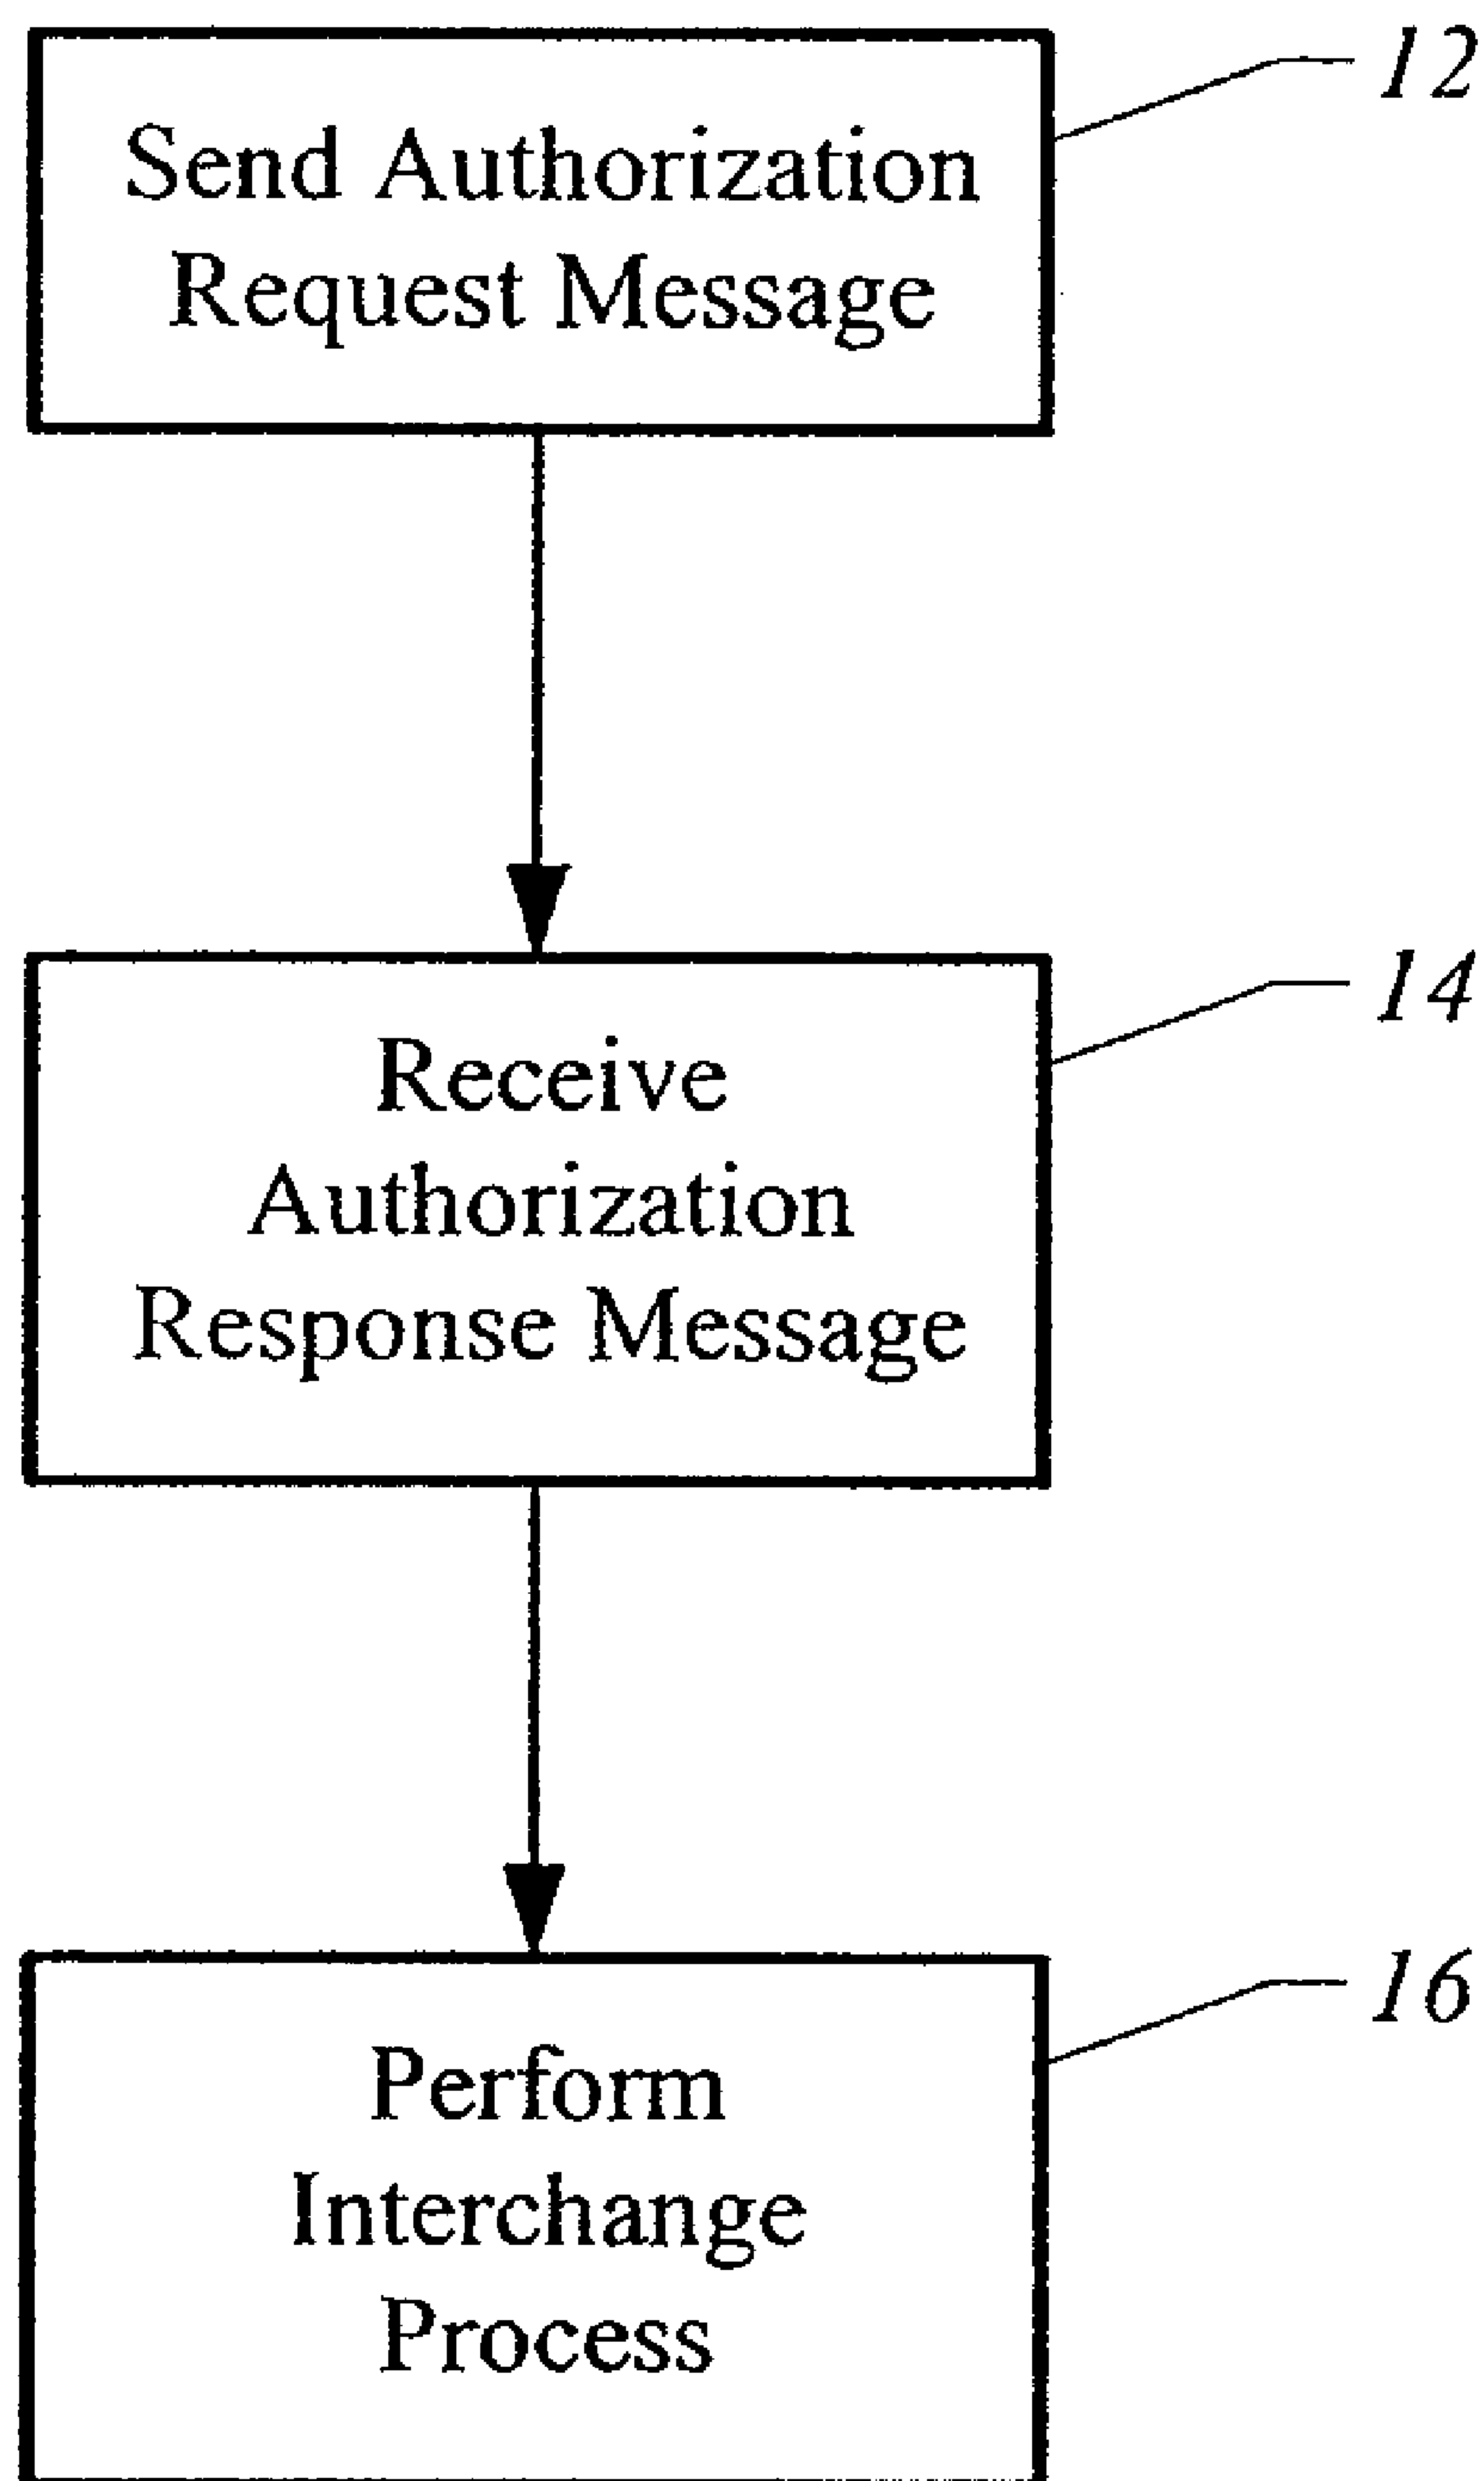 12
Send Authorization
Request Message
14
Receive
Authorization
Response Message
16
Perform
Interchange
Process